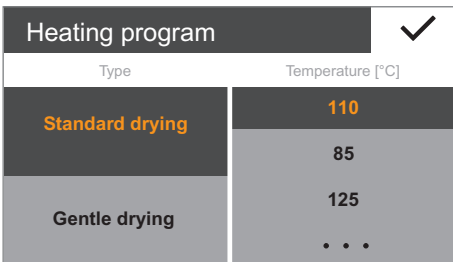 Heating program
Type
Temperature [°C]
Standard drying
110
85
Gentle drying
125
• • •